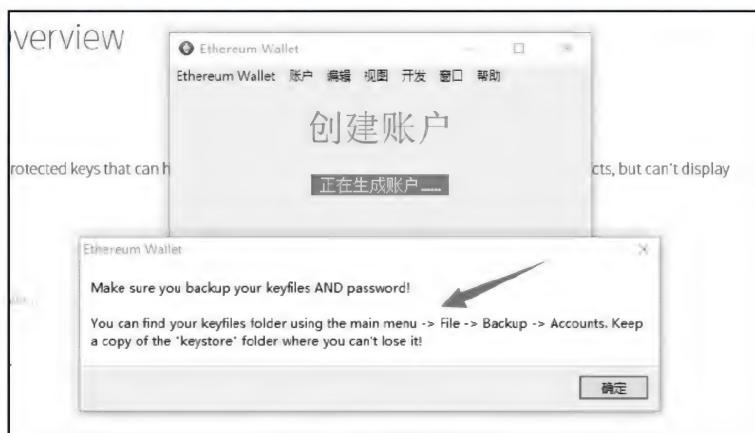 verview
Ethereum Wallet
Ethereum Wallet 账户 编辑 视图 开发 窗口 帮助
创建账户
rotected keys that can h
cts, but can't display
正在生成账户......
Ethereum Wallet
Make sure you backup your keyfiles AND password!
You can find your keyfiles folder using the main menu -> File -> Backup -> Accounts. Keep
a copy of the "keystore" folder where you can't lose it!
确定